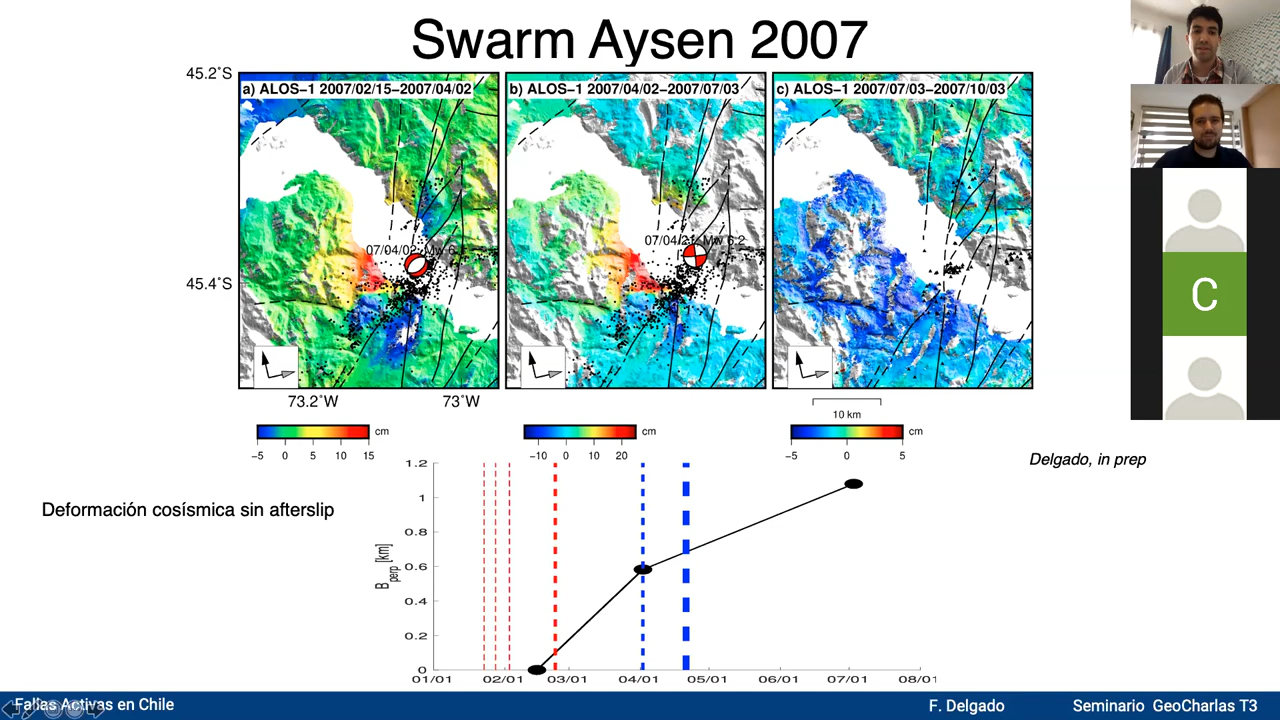 Swarm Aysen 2007
45.2°S
a) ALOS−1 2007/02/15−2007/04/02
b) ALOS−1 2007/04/02−2007/07/03
c) ALOS−1 2007/07/03−2007/10/03
07/04/02, Mw 6.
07/04/21, Mw 6.2
45.4°S
73.2°W
73°W
10 km
cm
−5 0 5 10 15
cm
−10 0 10 20
cm
−5 0 5
C
Delgado, in prep
Deformación cosísmica sin afterslip
B perp [km]
1.2
1
0.8
0.6
0.4
0.2
0
01/01 02/01 03/01 04/01 05/01 06/01 07/01 08/01
Fallas Activas en Chile
F. Delgado
Seminario GeoCharlas T3